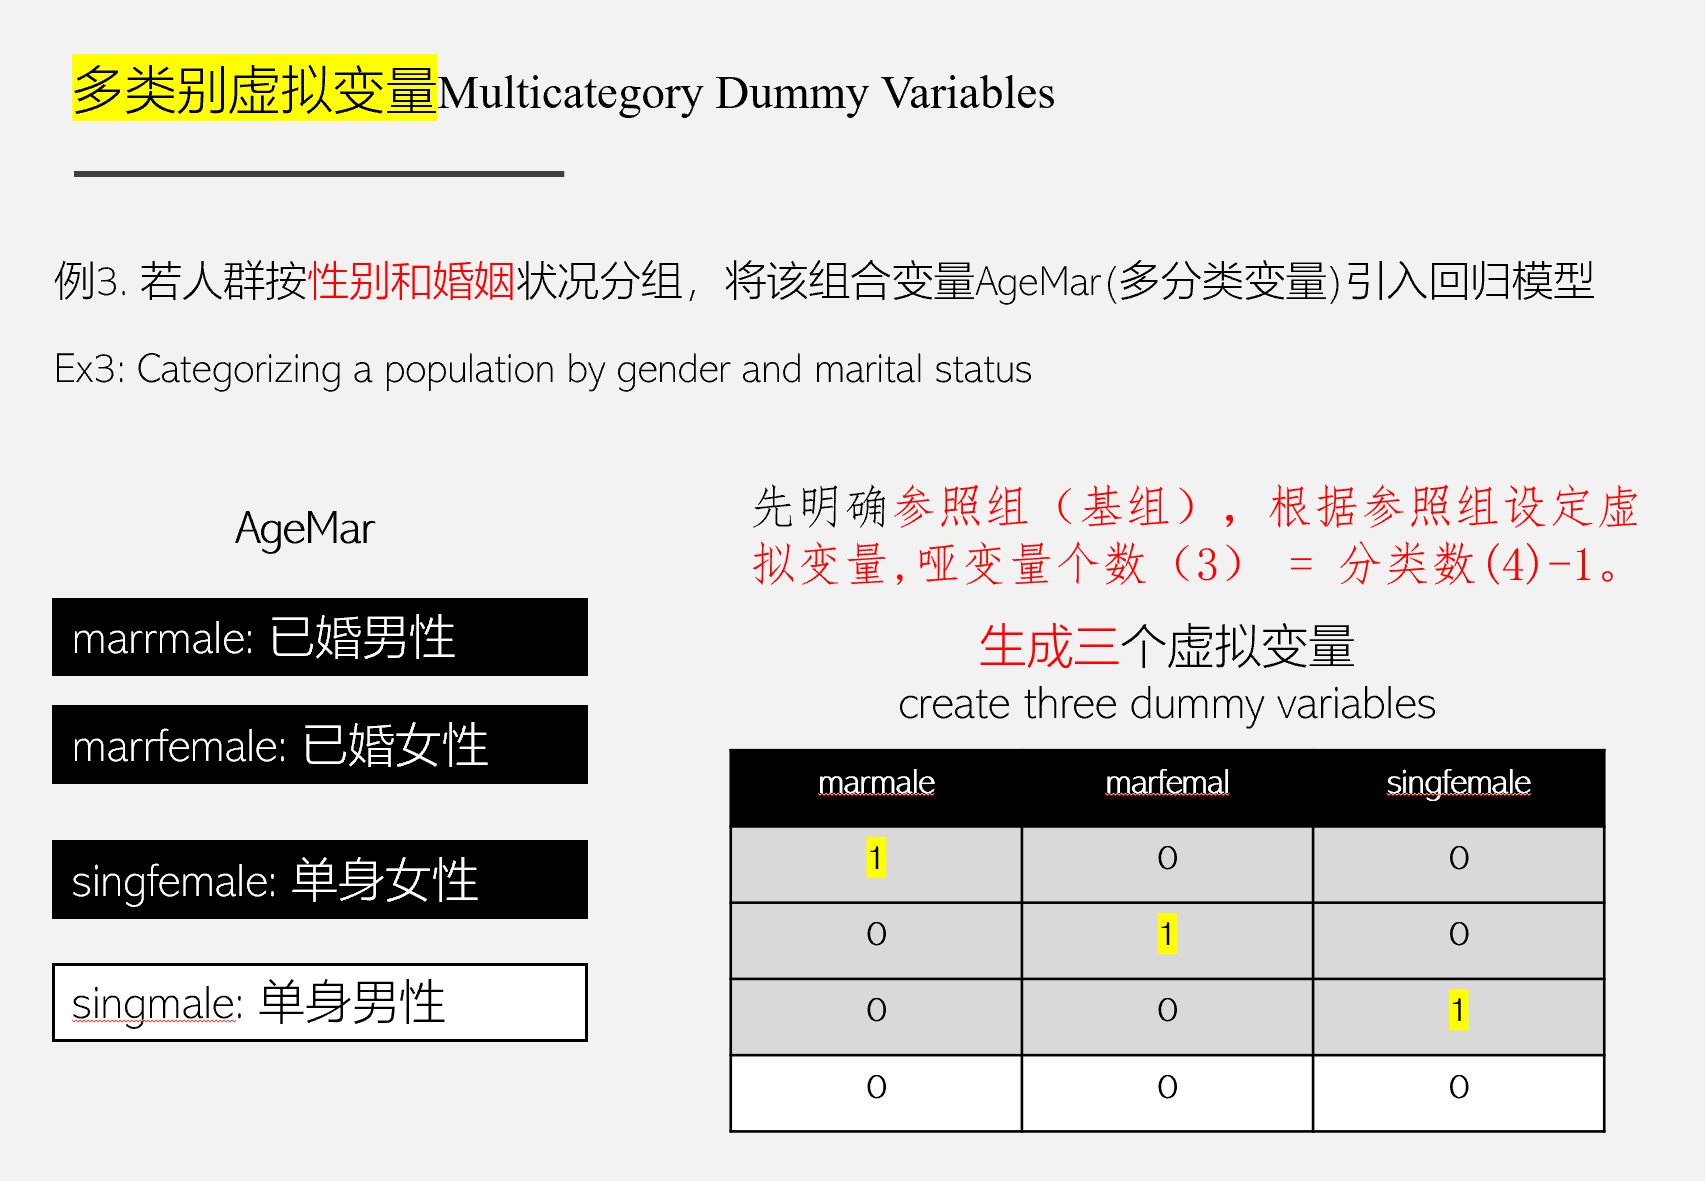 多类别虚拟变量Multicategory Dummy Variables
例3. 若人群按性别和婚姻状况分组，将该组合变量AgeMar(多分类变量)引入回归模型
Ex3: Categorizing a population by gender and marital status
AgeMar
marrmale: 已婚男性
marrfemale: 已婚女性
singfemale: 单身女性
singmale: 单身男性
先明确参照组（基组），根据参照组设定虚
拟变量,哑变量个数（3） = 分类数(4)-1。
生成三个虚拟变量
create three dummy variables
marmale marfemal singfemale
1 0 0
0 1 0
0 0 1
0 0 0